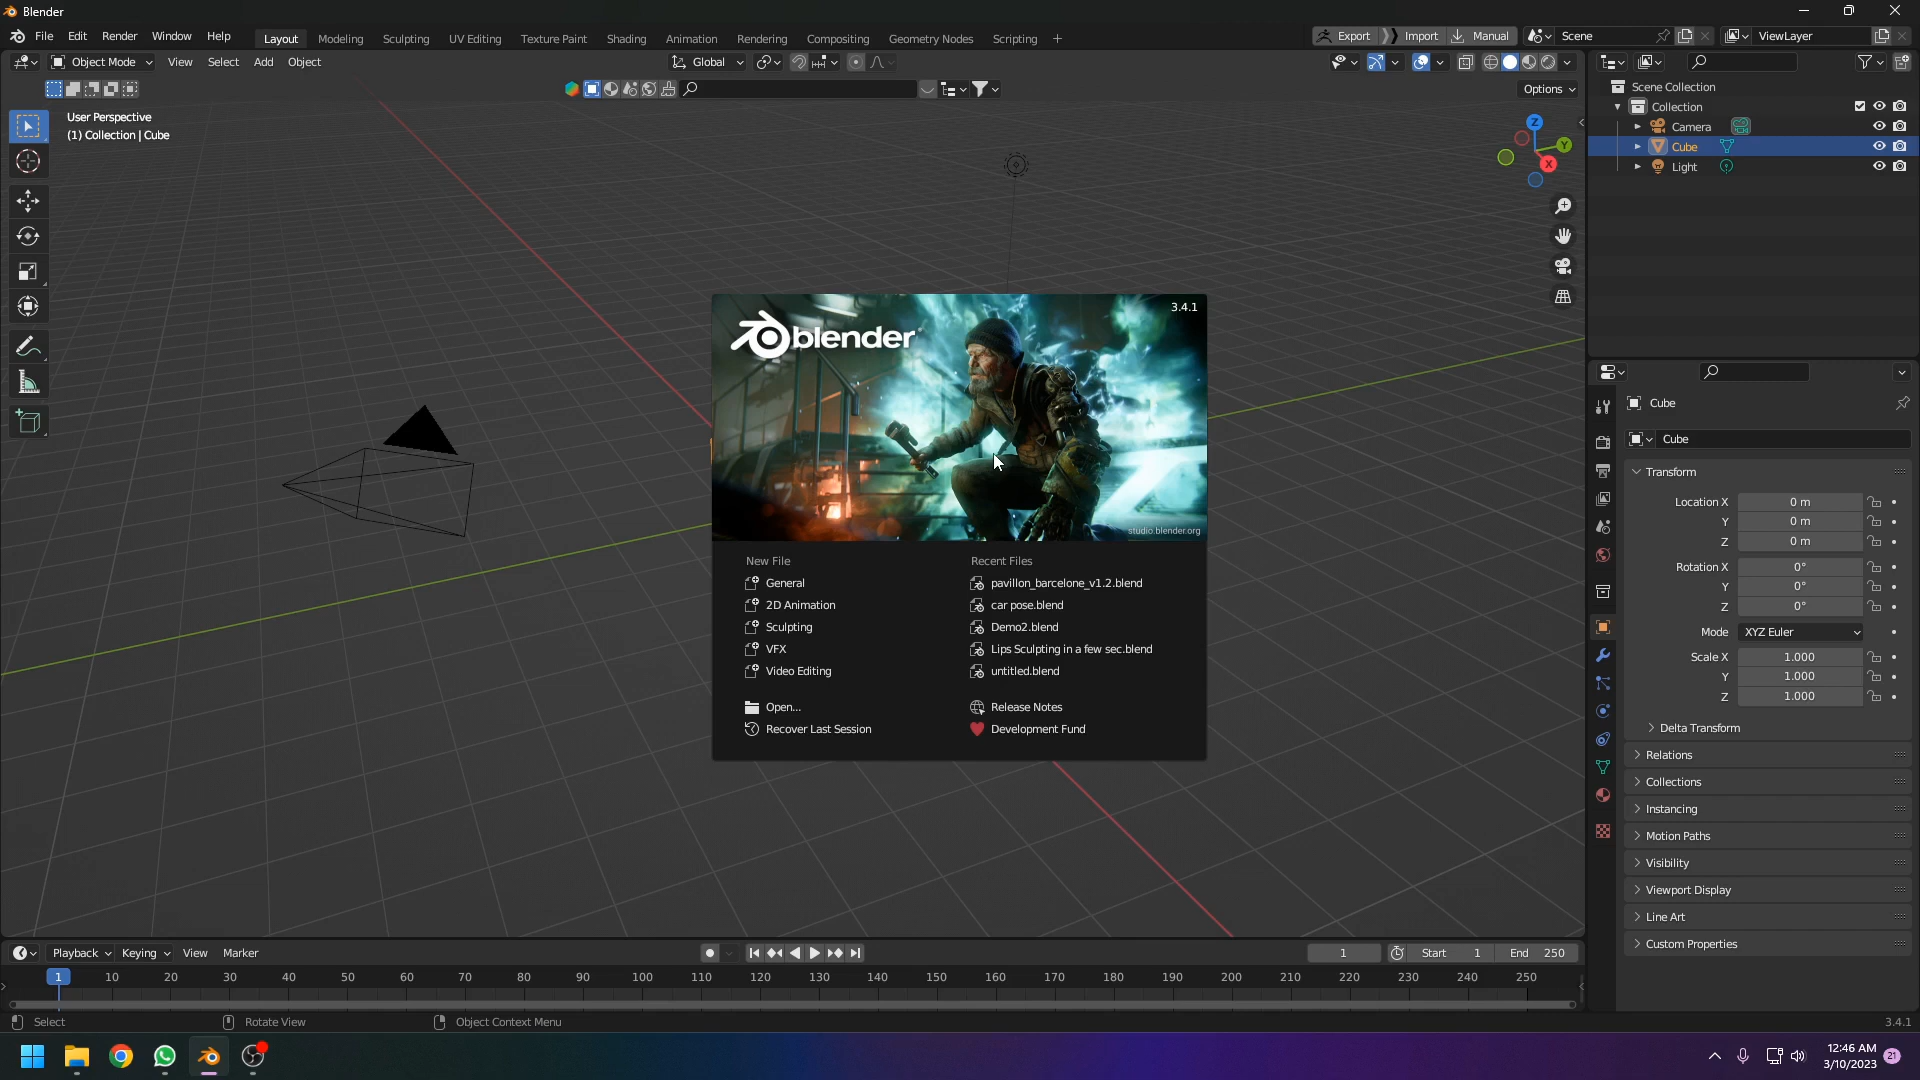 Blender
File Edit Render Window Help Layout Modeling Sculpting UV Editing Texture Paint Shading Animation Rendering Compositing Geometry Nodes Scripting + Export Import Manual Scene ViewLayer
Object Mode View Select Add Object Global
Options
User Perspective
(1) Collection | Cube
Z
Y
X
Scene Collection
Collection
Camera
Cube
Light
3.4.1
blender
studio.blender.org
New File
General
2D Animation
Sculpting
VFX
Video Editing
Open...
Recover Last Session
Recent Files
pavillon_barcelone_v1.2.blend
car pose.blend
Demo2.blend
Lips Sculpting in a few sec.blend
untitled.blend
Release Notes
Development Fund
Cube
Cube
Transform
Location X 0 m
Y 0 m
Z 0 m
Rotation X 0°
Y 0°
Z 0°
Mode XYZ Euler
Scale X 1.000
Y 1.000
Z 1.000
Delta Transform
Relations
Collections
Instancing
Motion Paths
Visibility
Viewport Display
Line Art
Custom Properties
Playback Keying View Marker 1 Start 1 End 250
1 10 20 30 40 50 60 70 80 90 100 110 120 130 140 150 160 170 180 190 200 210 220 230 240 250
Select Rotate View Object Context Menu 3.4.1
12:46 AM
3/10/2023
21